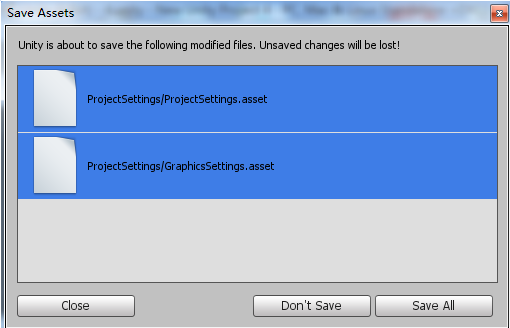 Save Assets
Unity is about to save the following modified files. Unsaved changes will be lost!
ProjectSettings/ProjectSettings.asset
ProjectSettings/GraphicsSettings.asset
Close
Don't Save
Save All